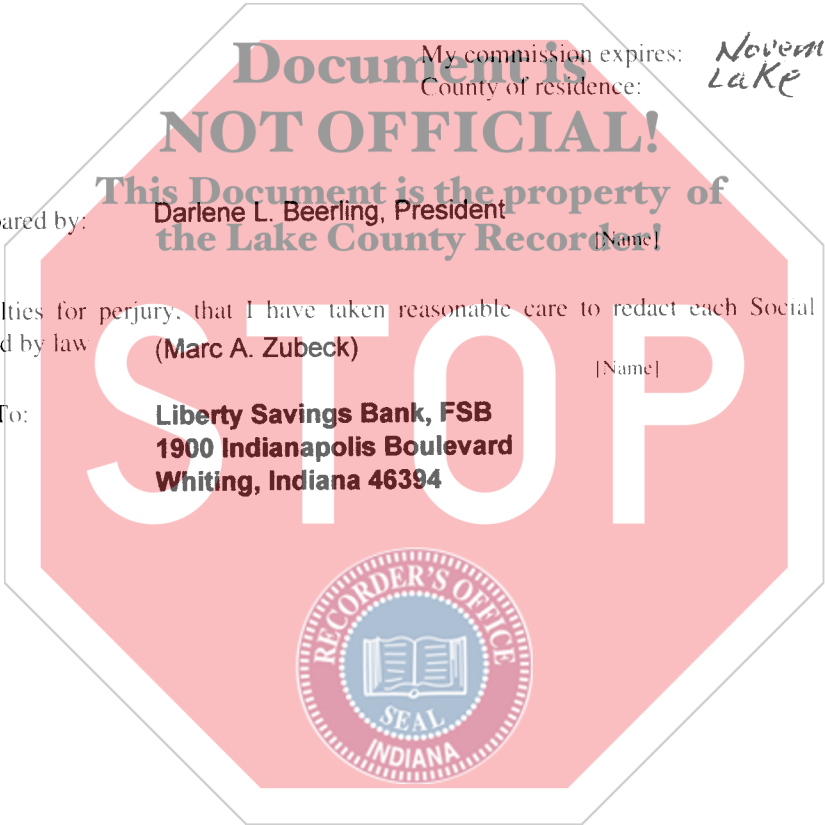 Document is
My commission expires: Novem
County of residence: Lake
NOT OFFICIAL!
This Document is the property of
ared by: Darlene L. Beerling, President
the Lake County Recorder!
[Name]
lties for perjury, that I have taken reasonable care to redact each Social
d by law (Marc A. Zubeck)
[Name]
To: Liberty Savings Bank, FSB
1900 Indianapolis Boulevard
Whiting, Indiana 46394
STOP
RECORDER'S OFFICE
SEAL
INDIANA